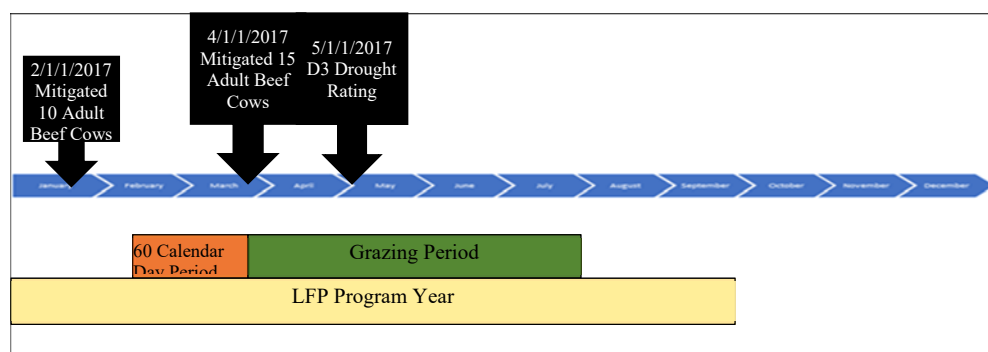 2/1/1/2017
Mitigated
10 Adult
Beef Cows
4/1/1/2017
Mitigated 15
Adult Beef
Cows
5/1/1/2017
D3 Drought
Rating
January February March April May June July August September October November December
60 Calendar
Day Period
Grazing Period
LFP Program Year